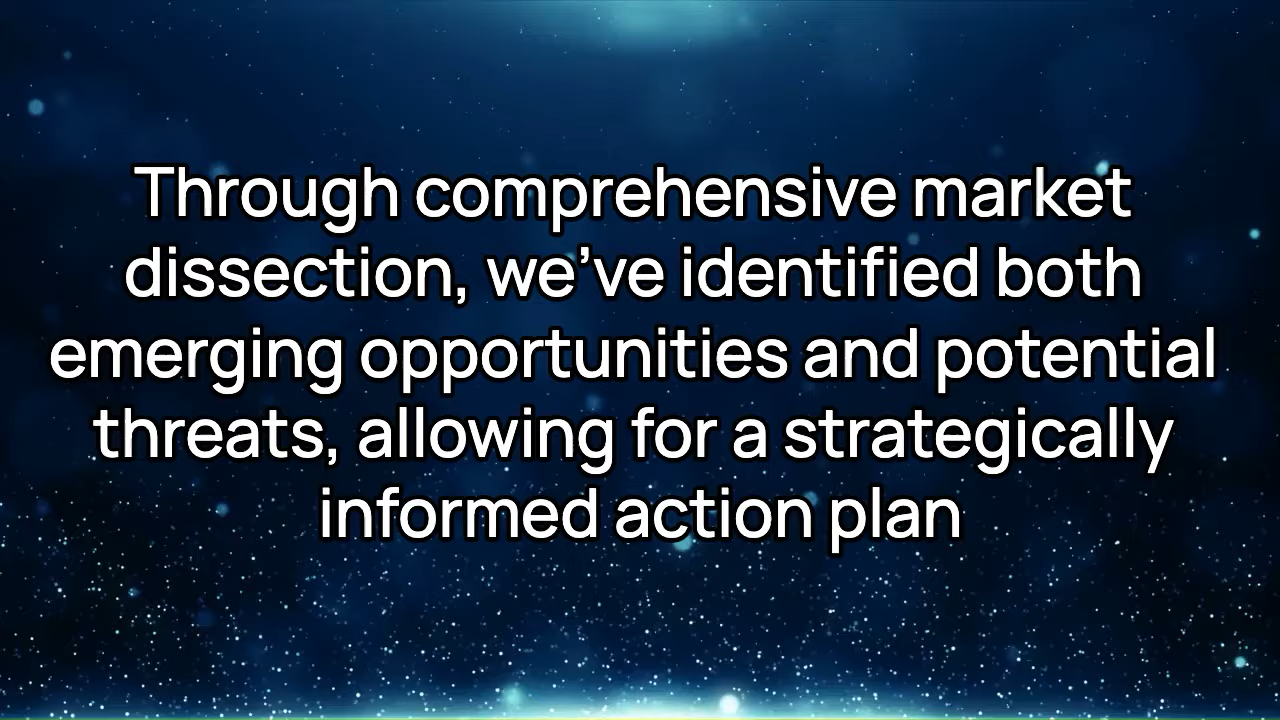 Through comprehensive market
dissection, we’ve identified both
emerging opportunities and potential
threats, allowing for a strategically
informed action plan